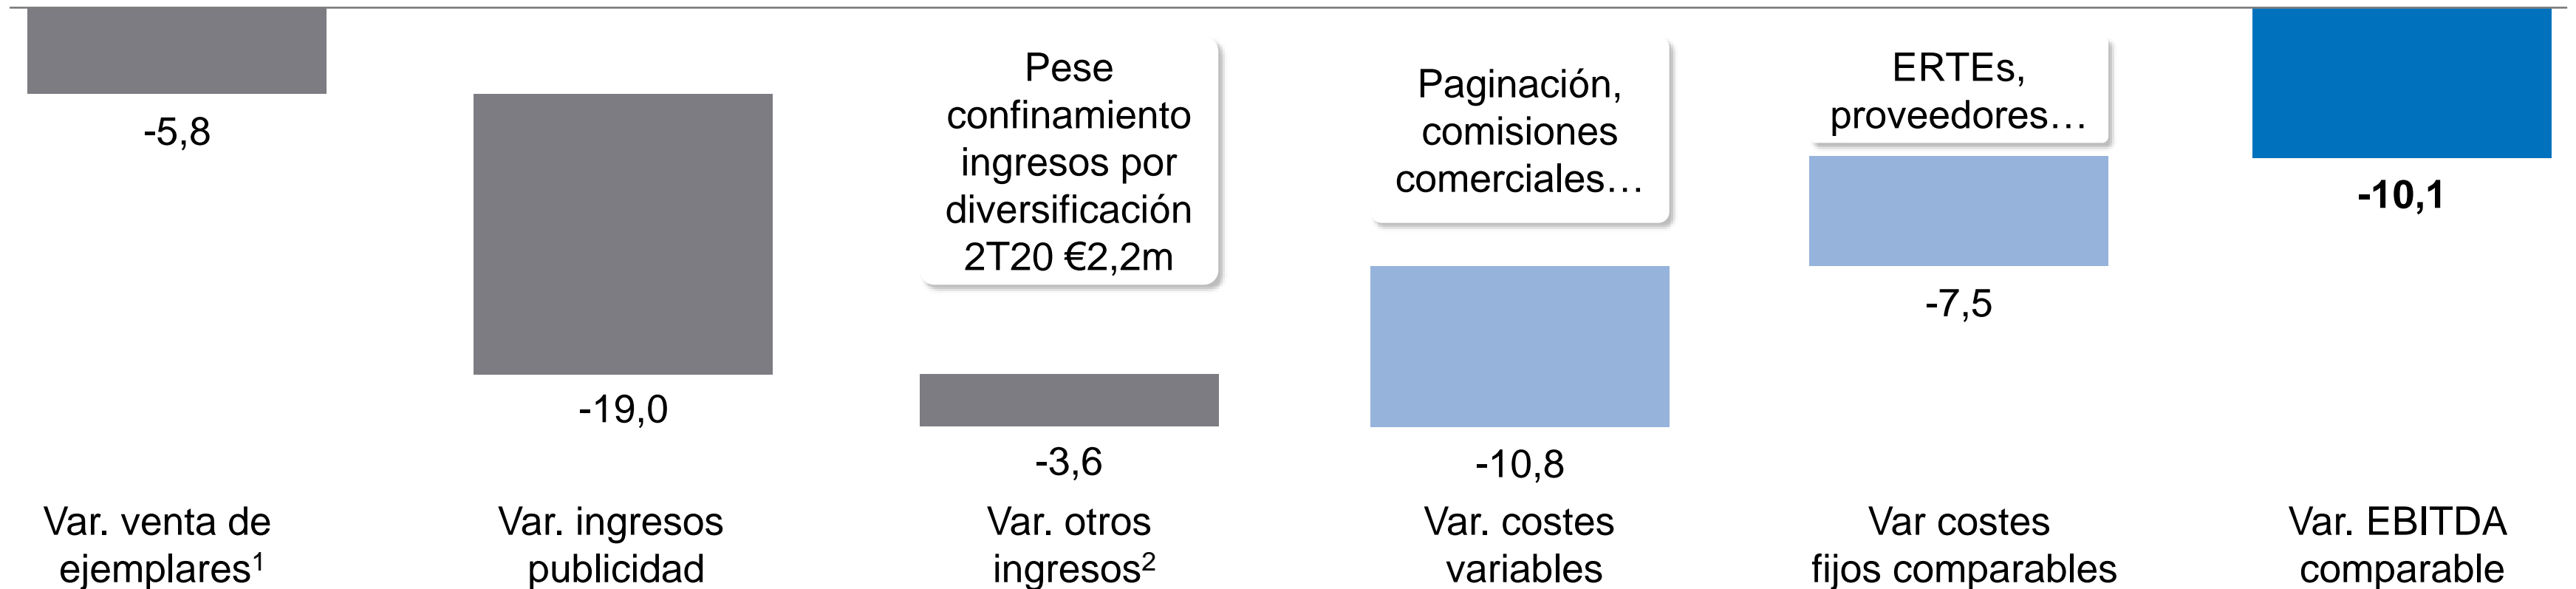 -5,8
-19,0
Pese
confinamiento
ingresos por
diversificación
2T20 €2,2m
-3,6
Paginación,
comisiones
comerciales…
-10,8
ERTEs,
proveedores…
-7,5
-10,1
Var. venta de
ejemplares¹
Var. ingresos
publicidad
Var. otros
ingresos²
Var. costes
variables
Var costes
fijos comparables
Var. EBITDA
comparable